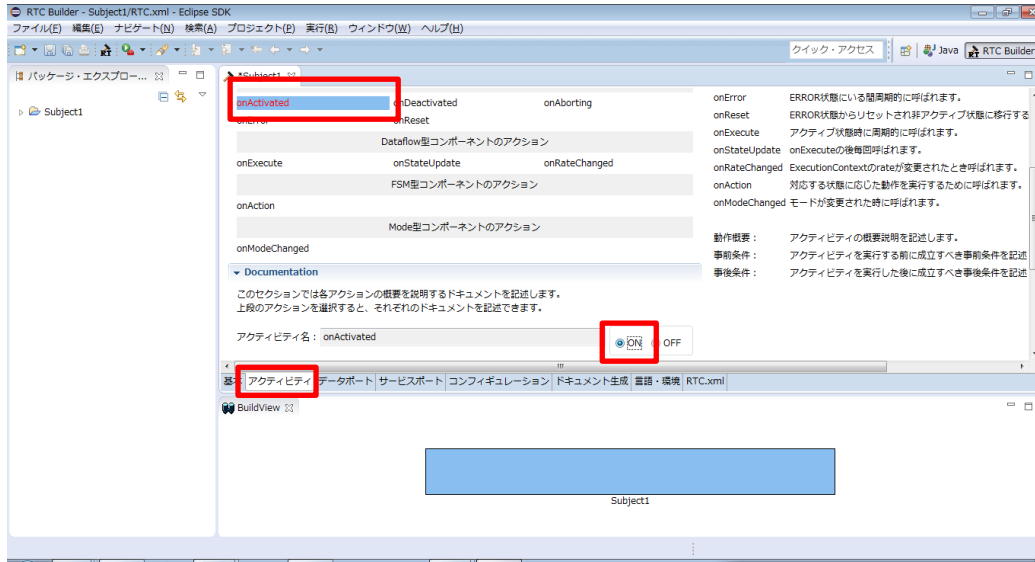 RTC Builder - Subject1/RTC.xml - Eclipse SDK
ファイル(F) 編集(E) ナビゲート(N) 検索(A) プロジェクト(P) 実行(R) ウィンドウ(W) ヘルプ(H)
クイック・アクセス Java RTC Builder
パッケージ・エクスプロー... *Subject1
Subject1
onActivated onDeactivated onAborting
onError onReset
Dataflow型コンポーネントのアクション
onExecute onStateUpdate onRateChanged
FSM型コンポーネントのアクション
onAction
Mode型コンポーネントのアクション
onModeChanged
Documentation
このセクションでは各アクションの概要を説明するドキュメントを記述します。
上段のアクションを選択すると、それぞれのドキュメントを記述できます。
アクティビティ名： onActivated ON OFF
onError ERROR状態にいる間周期的に呼ばれます。
onReset ERROR状態からリセットされ非アクティブ状態に移行する
onExecute アクティブ状態時に周期的に呼ばれます。
onStateUpdate onExecuteの後毎回呼ばれます。
onRateChanged ExecutionContextのrateが変更されたとき呼ばれます。
onAction 対応する状態に応じた動作を実行するために呼ばれます。
onModeChanged モードが変更された時に呼ばれます。
動作概要： アクティビティの概要説明を記述します。
事前条件： アクティビティを実行する前に成立すべき事前条件を記述
事後条件： アクティビティを実行した後に成立すべき事後条件を記述
基本 アクティビティ データポート サービスポート コンフィギュレーション ドキュメント生成 言語・環境 RTC.xml
BuildView
Subject1